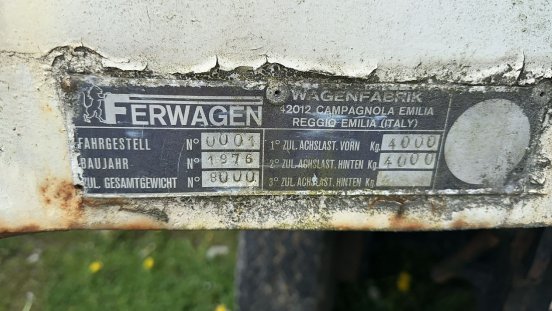 FERWAGEN
WAGENFABRIK
42012 CAMPAGNOLA EMILIA
REGGIO EMILIA (ITALY)
FAHRGESTELL N° 0001
BAUJAHR N° 1976
ZUL. GESAMTGEWICHT N° 8000
1° ZUL. ACHSLAST. VORN Kg 4000
2° ZUL. ACHSLAST. HINTEN Kg 4000
3° ZUL. ACHSLAST. HINTEN Kg